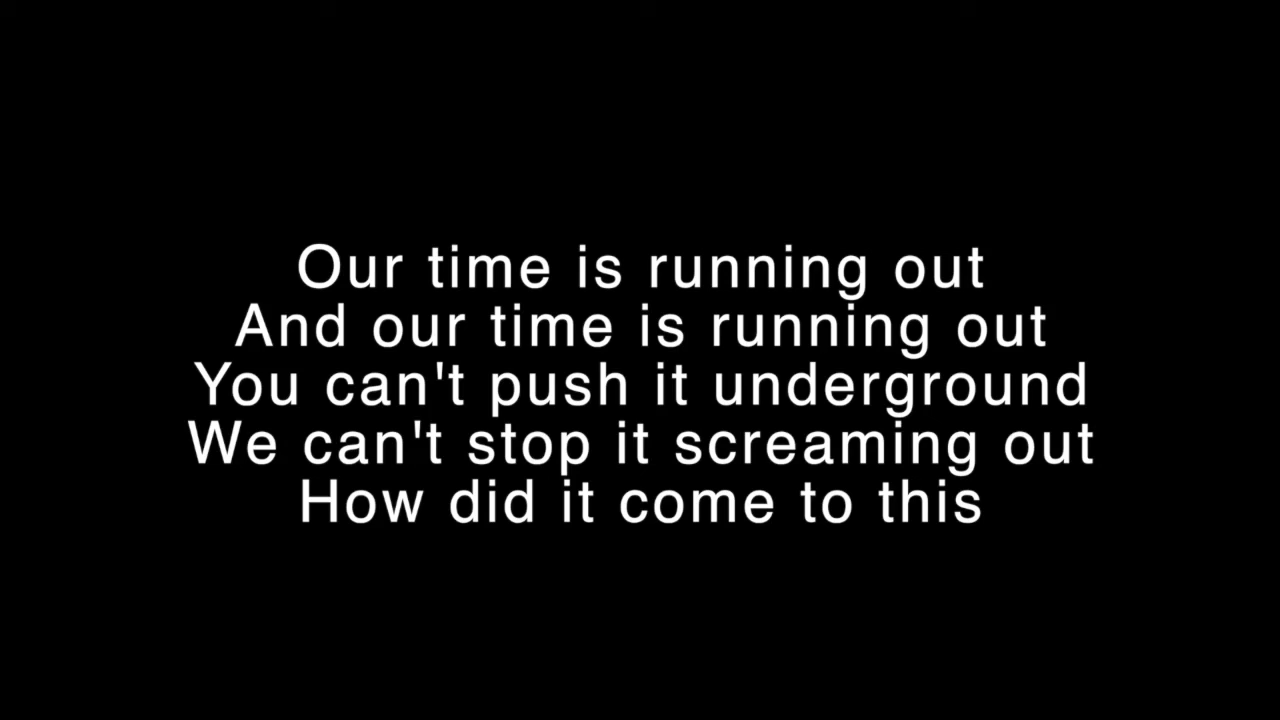 Our time is running out
And our time is running out
You can't push it underground
We can't stop it screaming out
How did it come to this